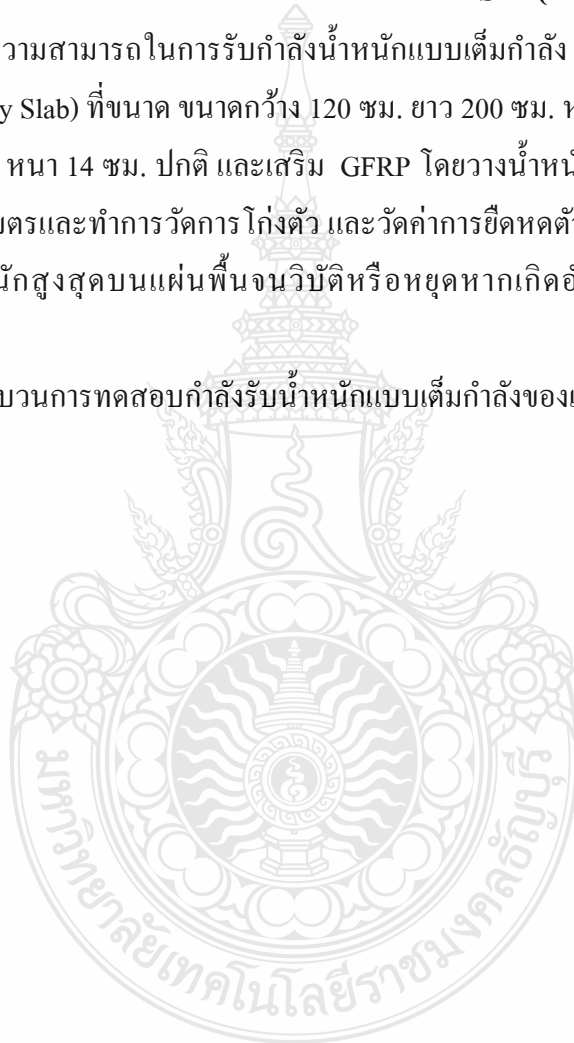 วามสามารถในการรับกำลังน้ำหนักแบบเต็มกำลัง
y Slab) ที่ขนาด ขนาดกว้าง 120 ซม. ยาว 200 ซม. ห
หนา 14 ซม. ปกติ และเสริม GFRP โดยวางน้ำหนั
มตรและทำการวัดการโก่งตัว และวัดค่าการยืดหดตั
นักสูงสุดบนแผ่นพื้นจนวิบัติหรือหยุดหากเกิดอั
บวนการทดสอบกำลังรับน้ำหนักแบบเต็มกำลังของแ
มหาวิทยาลัยเทคโนโลยีราชมงคลธัญบุรี